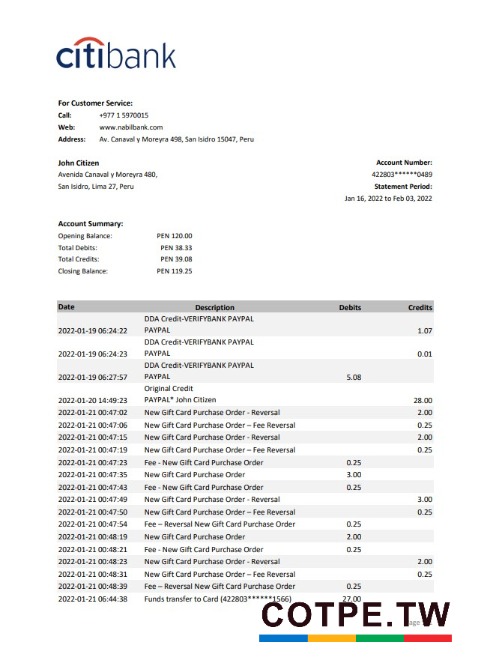 citibank
For Customer Service:
Call: +977 1 5970015
Web: www.nabilbank.com
Address: Av. Canaval y Moreyra 498, San Isidro 15047, Peru
John Citizen
Avenida Canaval y Moreyra 480,
San Isidro, Lima 27, Peru
Account Number:
422803******0489
Statement Period:
Jan 16, 2022 to Feb 03, 2022
Account Summary:
Opening Balance: PEN 120.00
Total Debits: PEN 38.33
Total Credits: PEN 39.08
Closing Balance: PEN 119.25
Date Description Debits Credits
DDA Credit-VERIFYBANK PAYPAL
2022-01-19 06:24:22 PAYPAL 1.07
DDA Credit-VERIFYBANK PAYPAL
2022-01-19 06:24:23 PAYPAL 0.01
DDA Credit-VERIFYBANK PAYPAL
2022-01-19 06:27:57 PAYPAL 5.08
Original Credit
2022-01-20 14:49:23 PAYPAL* John Citizen 28.00
2022-01-21 00:47:02 New Gift Card Purchase Order - Reversal 2.00
2022-01-21 00:47:06 New Gift Card Purchase Order – Fee Reversal 0.25
2022-01-21 00:47:15 New Gift Card Purchase Order - Reversal 2.00
2022-01-21 00:47:19 New Gift Card Purchase Order – Fee Reversal 0.25
2022-01-21 00:47:23 Fee - New Gift Card Purchase Order 0.25
2022-01-21 00:47:35 New Gift Card Purchase Order 3.00
2022-01-21 00:47:43 Fee - New Gift Card Purchase Order 0.25
2022-01-21 00:47:49 New Gift Card Purchase Order - Reversal 3.00
2022-01-21 00:47:50 New Gift Card Purchase Order – Fee Reversal 0.25
2022-01-21 00:47:54 Fee – Reversal New Gift Card Purchase Order 0.25
2022-01-21 00:48:19 New Gift Card Purchase Order 2.00
2022-01-21 00:48:21 Fee - New Gift Card Purchase Order 0.25
2022-01-21 00:48:23 New Gift Card Purchase Order - Reversal 2.00
2022-01-21 00:48:31 New Gift Card Purchase Order – Fee Reversal 0.25
2022-01-21 00:48:39 Fee – Reversal New Gift Card Purchase Order 0.25
2022-01-21 06:44:38 Funds transfer to Card (422803******1566) 27.00
COTPE.TW